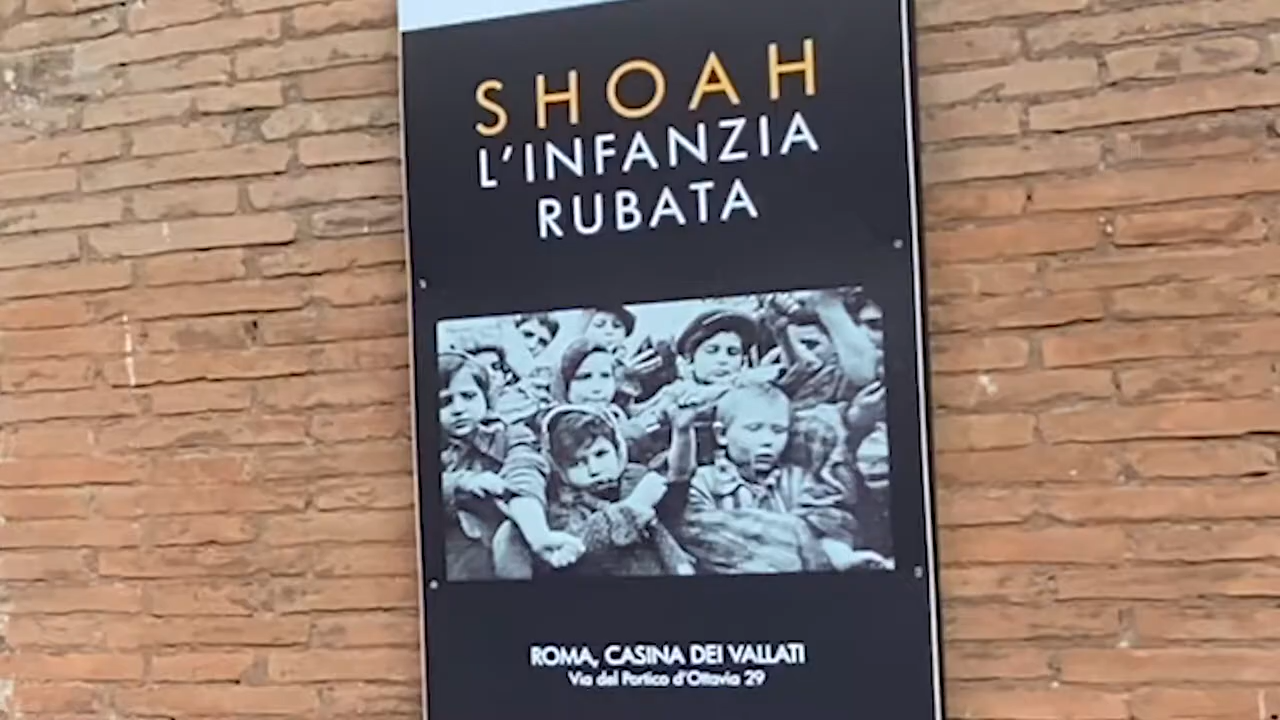 SHOAH
L'INFANZIA
RUBATA
ROMA, CASINA DEI VALLATI
Via del Portico d'Ottavia 29